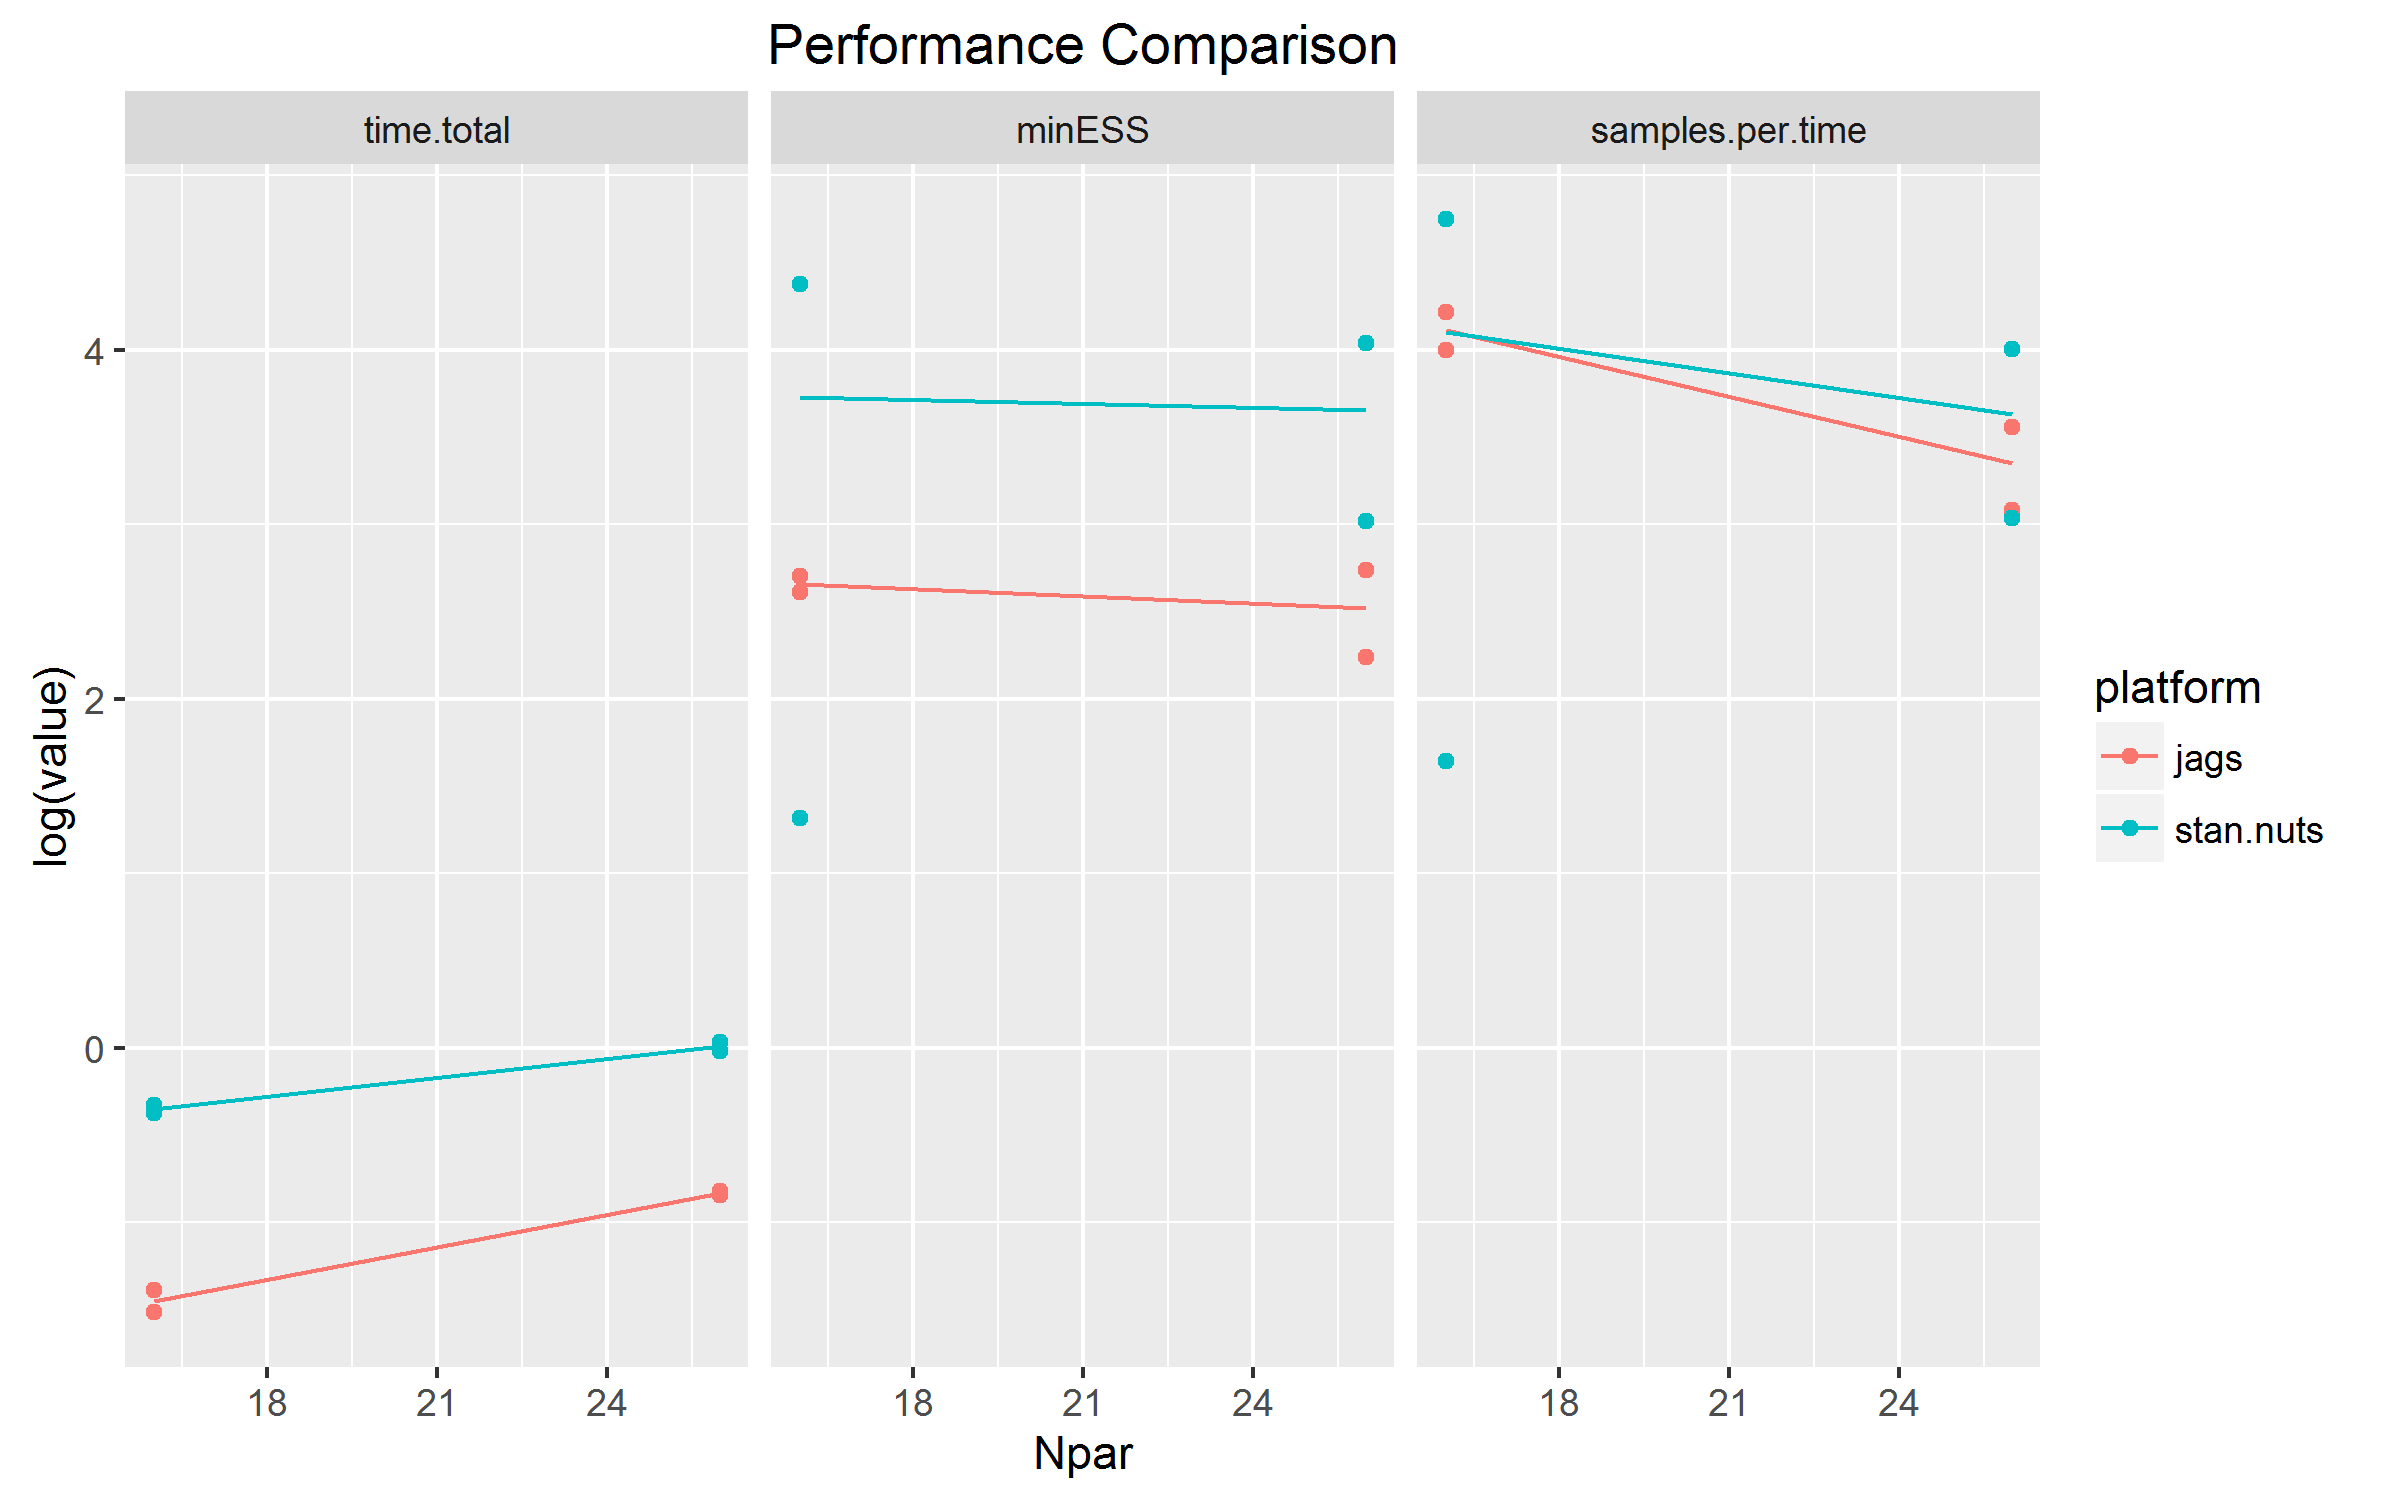 Performance Comparison
time.total
minESS
samples.per.time
4
2
0
log(value)
18 21 24
18 21 24
18 21 24
Npar
platform
jags
stan.nuts